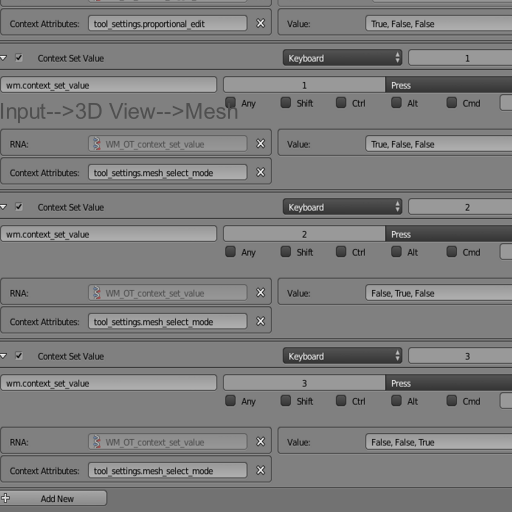 Context Attributes: tool_settings.proportional_edit Value: True, False, False
Context Set Value Keyboard 1
wm.context_set_value 1 Press
Any Shift Ctrl Alt Cmd
Input-->3D View-->Mesh
RNA: WM_OT_context_set_value Value: True, False, False
Context Attributes: tool_settings.mesh_select_mode
Context Set Value Keyboard 2
wm.context_set_value 2 Press
Any Shift Ctrl Alt Cmd
RNA: WM_OT_context_set_value Value: False, True, False
Context Attributes: tool_settings.mesh_select_mode
Context Set Value Keyboard 3
wm.context_set_value 3 Press
Any Shift Ctrl Alt Cmd
RNA: WM_OT_context_set_value Value: False, False, True
Context Attributes: tool_settings.mesh_select_mode
Add New